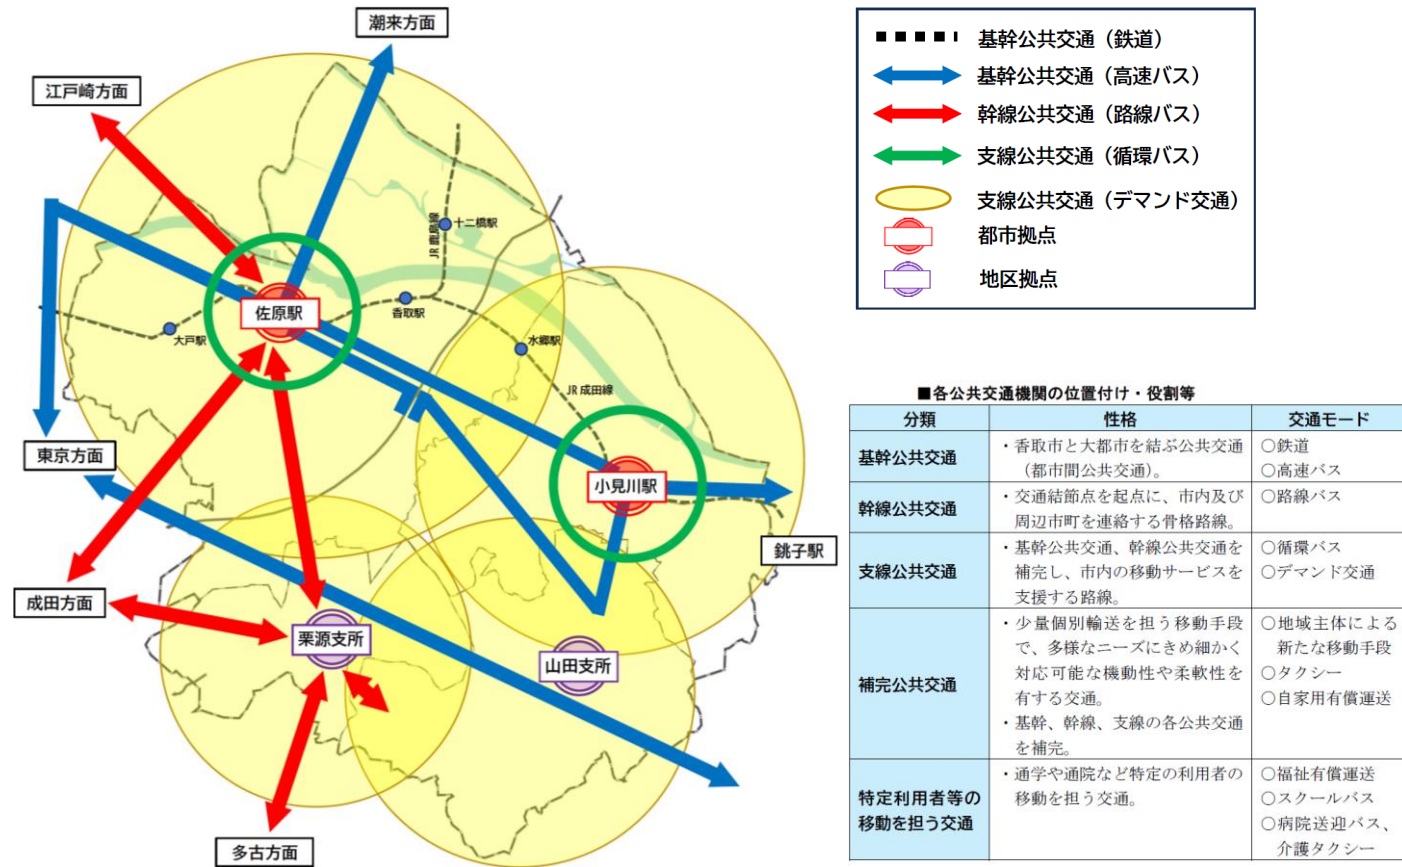 潮来方面
江戸崎方面
JR 鹿島線
十二橋駅
佐原駅
香取駅
大戸駅
水郷駅
JR 成田線
東京方面
小見川駅
銚子駅
成田方面
栗源支所
山田支所
多古方面
基幹公共交通（鉄道）
基幹公共交通（高速バス）
幹線公共交通（路線バス）
支線公共交通（循環バス）
支線公共交通（デマンド交通）
都市拠点
地区拠点
■各公共交通機関の位置付け・役割等
分類 性格 交通モード
基幹公共交通
・香取市と大都市を結ぶ公共交通
（都市間公共交通）。
○鉄道
○高速バス
幹線公共交通
・交通結節点を起点に、市内及び
周辺市町を連絡する骨格路線。
○路線バス
支線公共交通
・基幹公共交通、幹線公共交通を
補完し、市内の移動サービスを
支援する路線。
○循環バス
○デマンド交通
補完公共交通
・少量個別輸送を担う移動手段
で、多様なニーズにきめ細かく
対応可能な機動性や柔軟性を
有する交通。
・基幹、幹線、支線の各公共交通
を補完。
○地域主体による
新たな移動手段
○タクシー
○自家用有償運送
特定利用者等の
移動を担う交通
・通学や通院など特定の利用者の
移動を担う交通。
○福祉有償運送
○スクールバス
○病院送迎バス、
介護タクシー